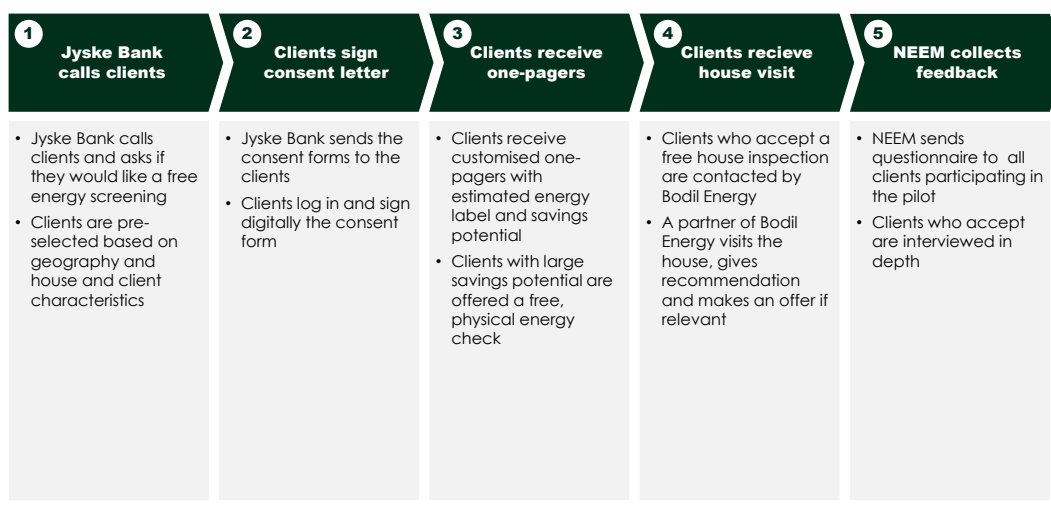 1
Jyske Bank
calls clients
2
Clients sign
consent letter
3
Clients receive
one-pagers
4
Clients recieve
house visit
5
NEEM collects
feedback
• Jyske Bank calls
clients and asks if
they would like a free
energy screening
• Clients are pre-
selected based on
geography and
house and client
characteristics
• Jyske Bank sends the
consent forms to the
clients
• Clients log in and sign
digitally the consent
form
• Clients receive
customised one-
pagers with
estimated energy
label and savings
potential
• Clients with large
savings potential are
offered a free,
physical energy
check
• Clients who accept a
free house inspection
are contacted by
Bodil Energy
• A partner of Bodil
Energy visits the
house, gives
recommendation
and makes an offer if
relevant
• NEEM sends
questionnaire to  all
clients participating in
the pilot
• Clients who accept
are interviewed in
depth